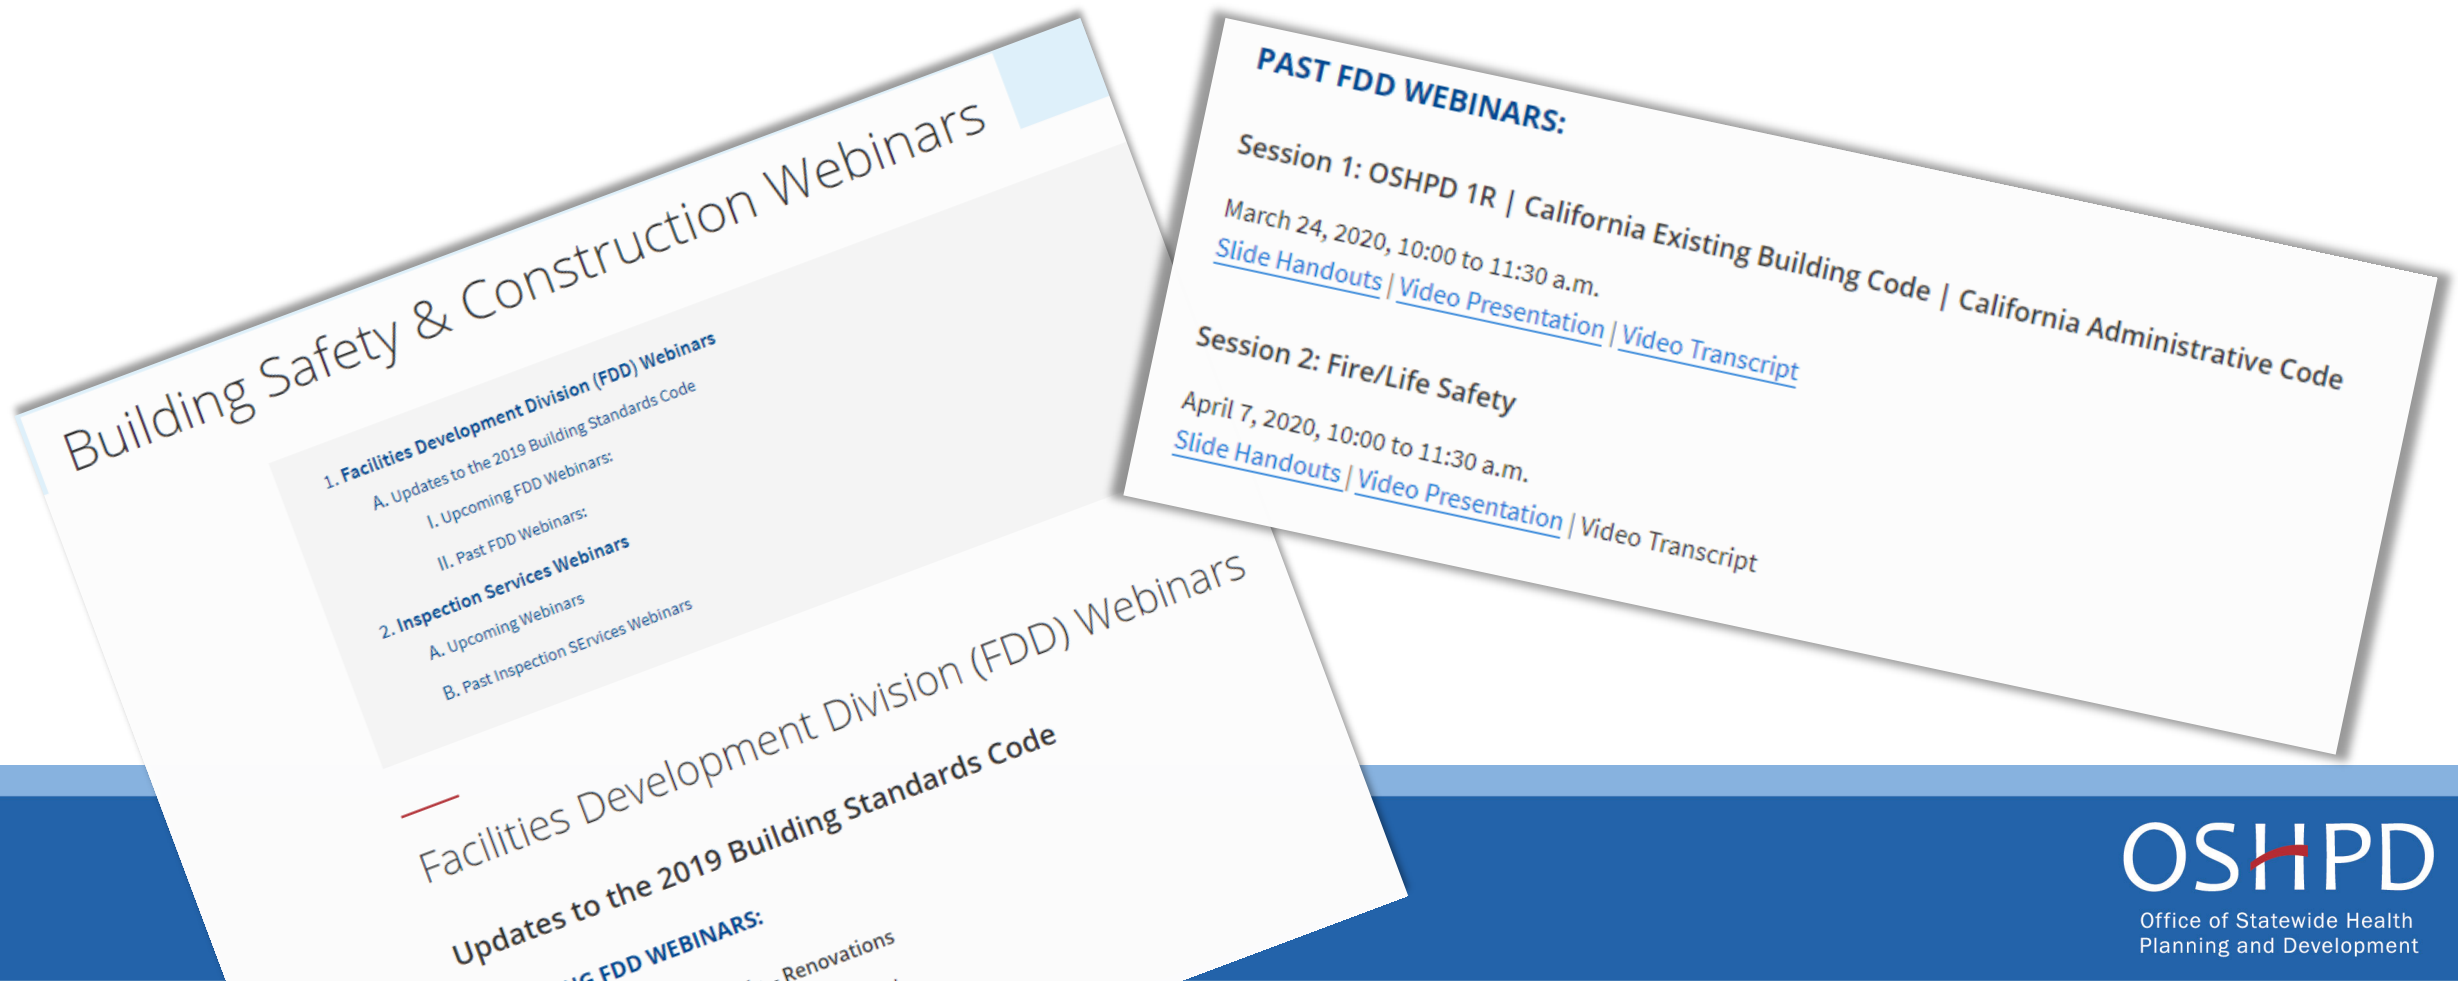 Building Safety & Construction Webinars
1. Facilities Development Division (FDD) Webinars
A. Updates to the 2019 Building Standards Code
I. Upcoming FDD Webinars:
II. Past FDD Webinars:
2. Inspection Services Webinars
A. Upcoming Webinars
B. Past Inspection SErvices Webinars
Facilities Development Division (FDD) Webinars
Updates to the 2019 Building Standards Code
FDD WEBINARS:
Renovations
PAST FDD WEBINARS:
Session 1: OSHPD 1R | California Existing Building Code | California Administrative Code
March 24, 2020, 10:00 to 11:30 a.m.
Slide Handouts | Video Presentation | Video Transcript
Session 2: Fire/Life Safety
April 7, 2020, 10:00 to 11:30 a.m.
Slide Handouts | Video Presentation | Video Transcript
OSHPD
Office of Statewide Health
Planning and Development